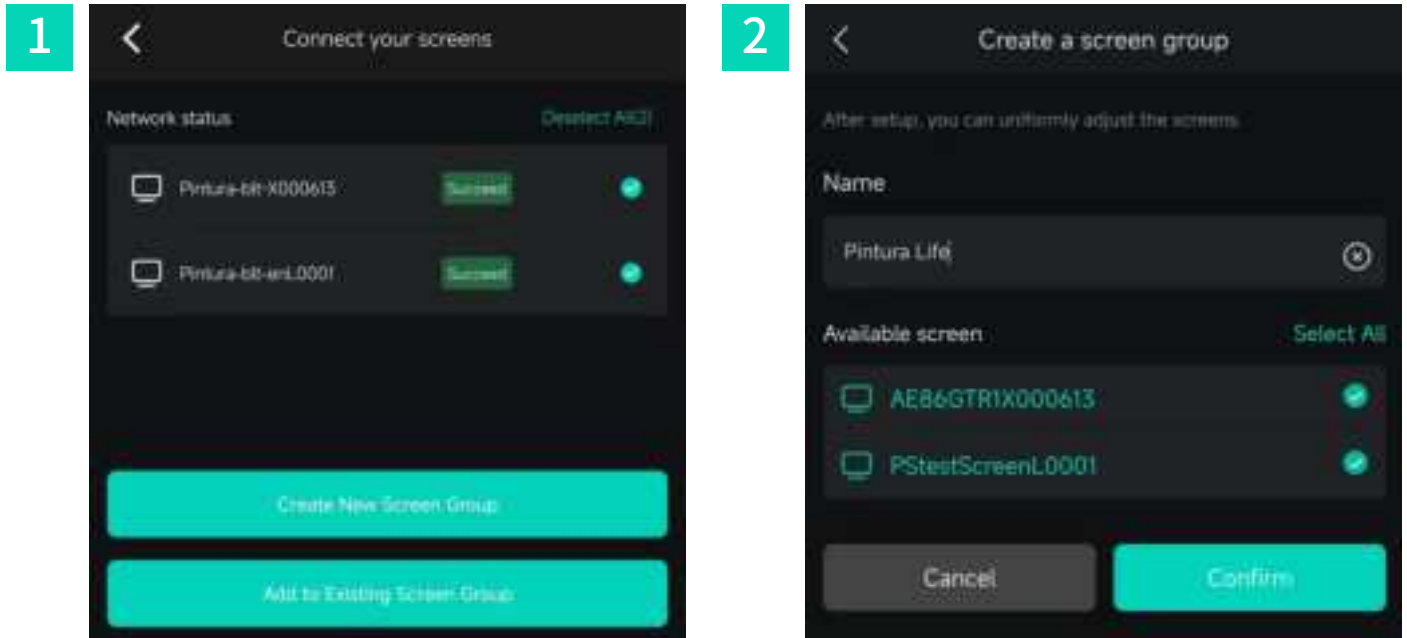 1
Connect your screens
Network status
Deselect All(2)
Pintura-blt-X000613
Succeed
Pintura-blt-enL0001
Succeed
Create New Screen Group
Add to Existing Screen Group
2
Create a screen group
After setup, you can uniformly adjust the screens.
Name
Pintura Life
Available screen
Select All
AE86GTR1X000613
PStestScreenL0001
Cancel
Confirm